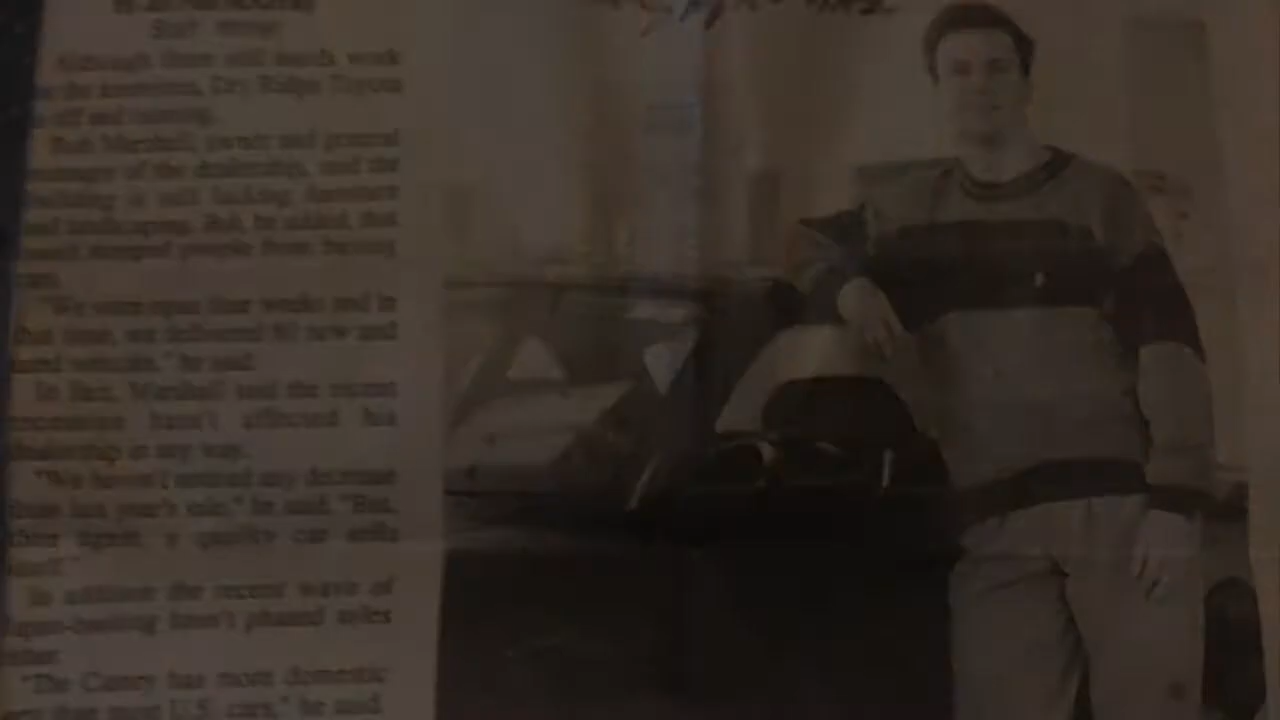 Staff writer
Although there still needs work
the amenities, Dry Ridge Toyota
off and running.
Bob Marshall, owner and general
manager of the dealership, said the
building is still lacking furniture
and landscaping. But, he added, that
hasn't stopped people from buying
cars.
"We were open four weeks and in
that time, we delivered 80 new and
used vehicles," he said.
In fact, Marshall said the recent
recession hasn't affected his
dealership in any way.
"We haven't noticed any decrease
from last year's sale," he said. "But,
then again, a quality car sells
itself."
In addition the recent wave of
Japan-bashing hasn't phased sales
either.
"The Camry has more domestic
than most U.S. cars," he said.